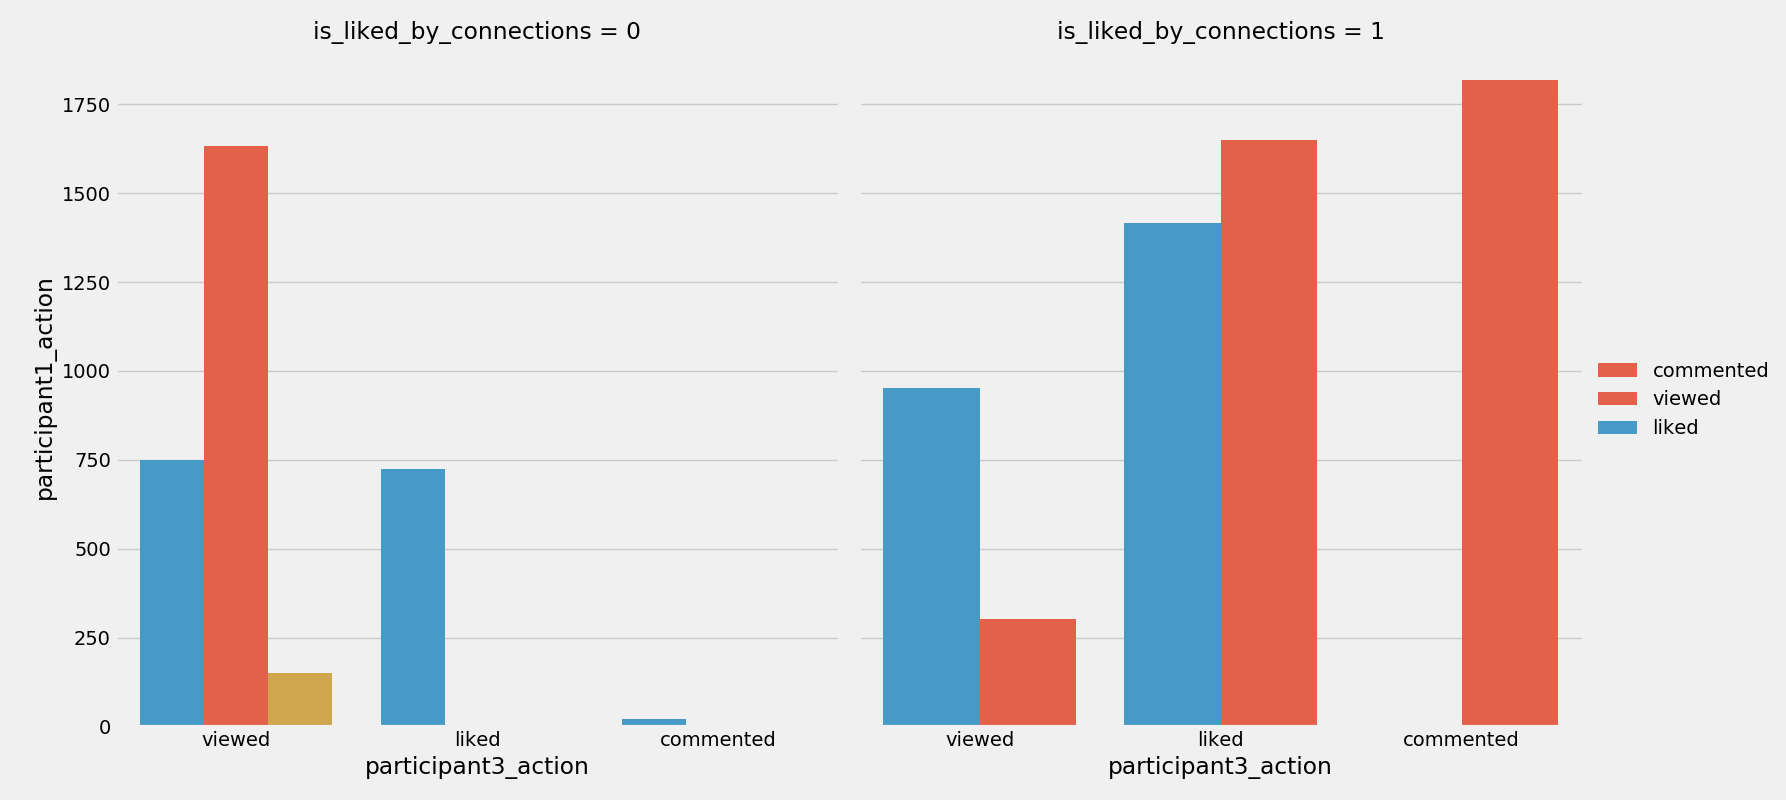 is_liked_by_connections = 0
is_liked_by_connections = 1
participant1_action
1750
1500
1250
1000
750
500
250
0
viewed
liked
commented
viewed
liked
commented
participant3_action
participant3_action
commented
viewed
liked